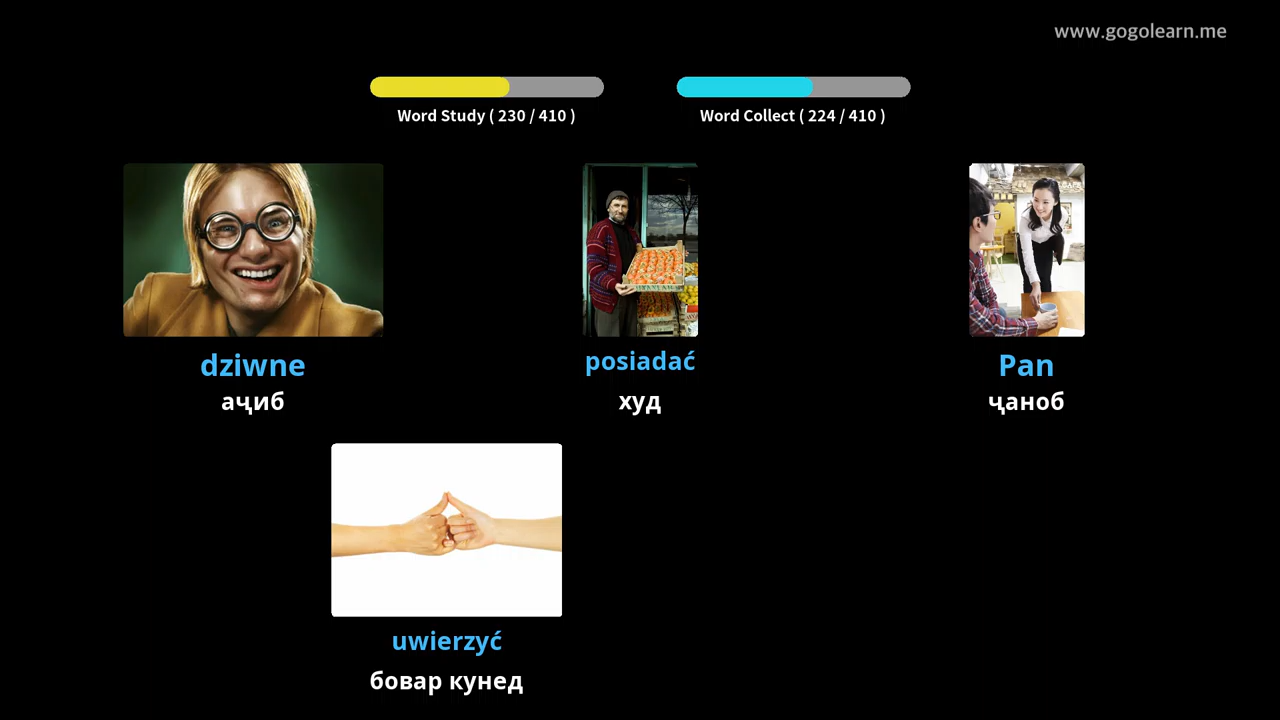 www.gogolearn.me
Word Study ( 230 / 410 )
Word Collect ( 224 / 410 )
dziwne
аҷиб
posiadać
худ
Pan
ҷаноб
uwierzyć
бовар кунед